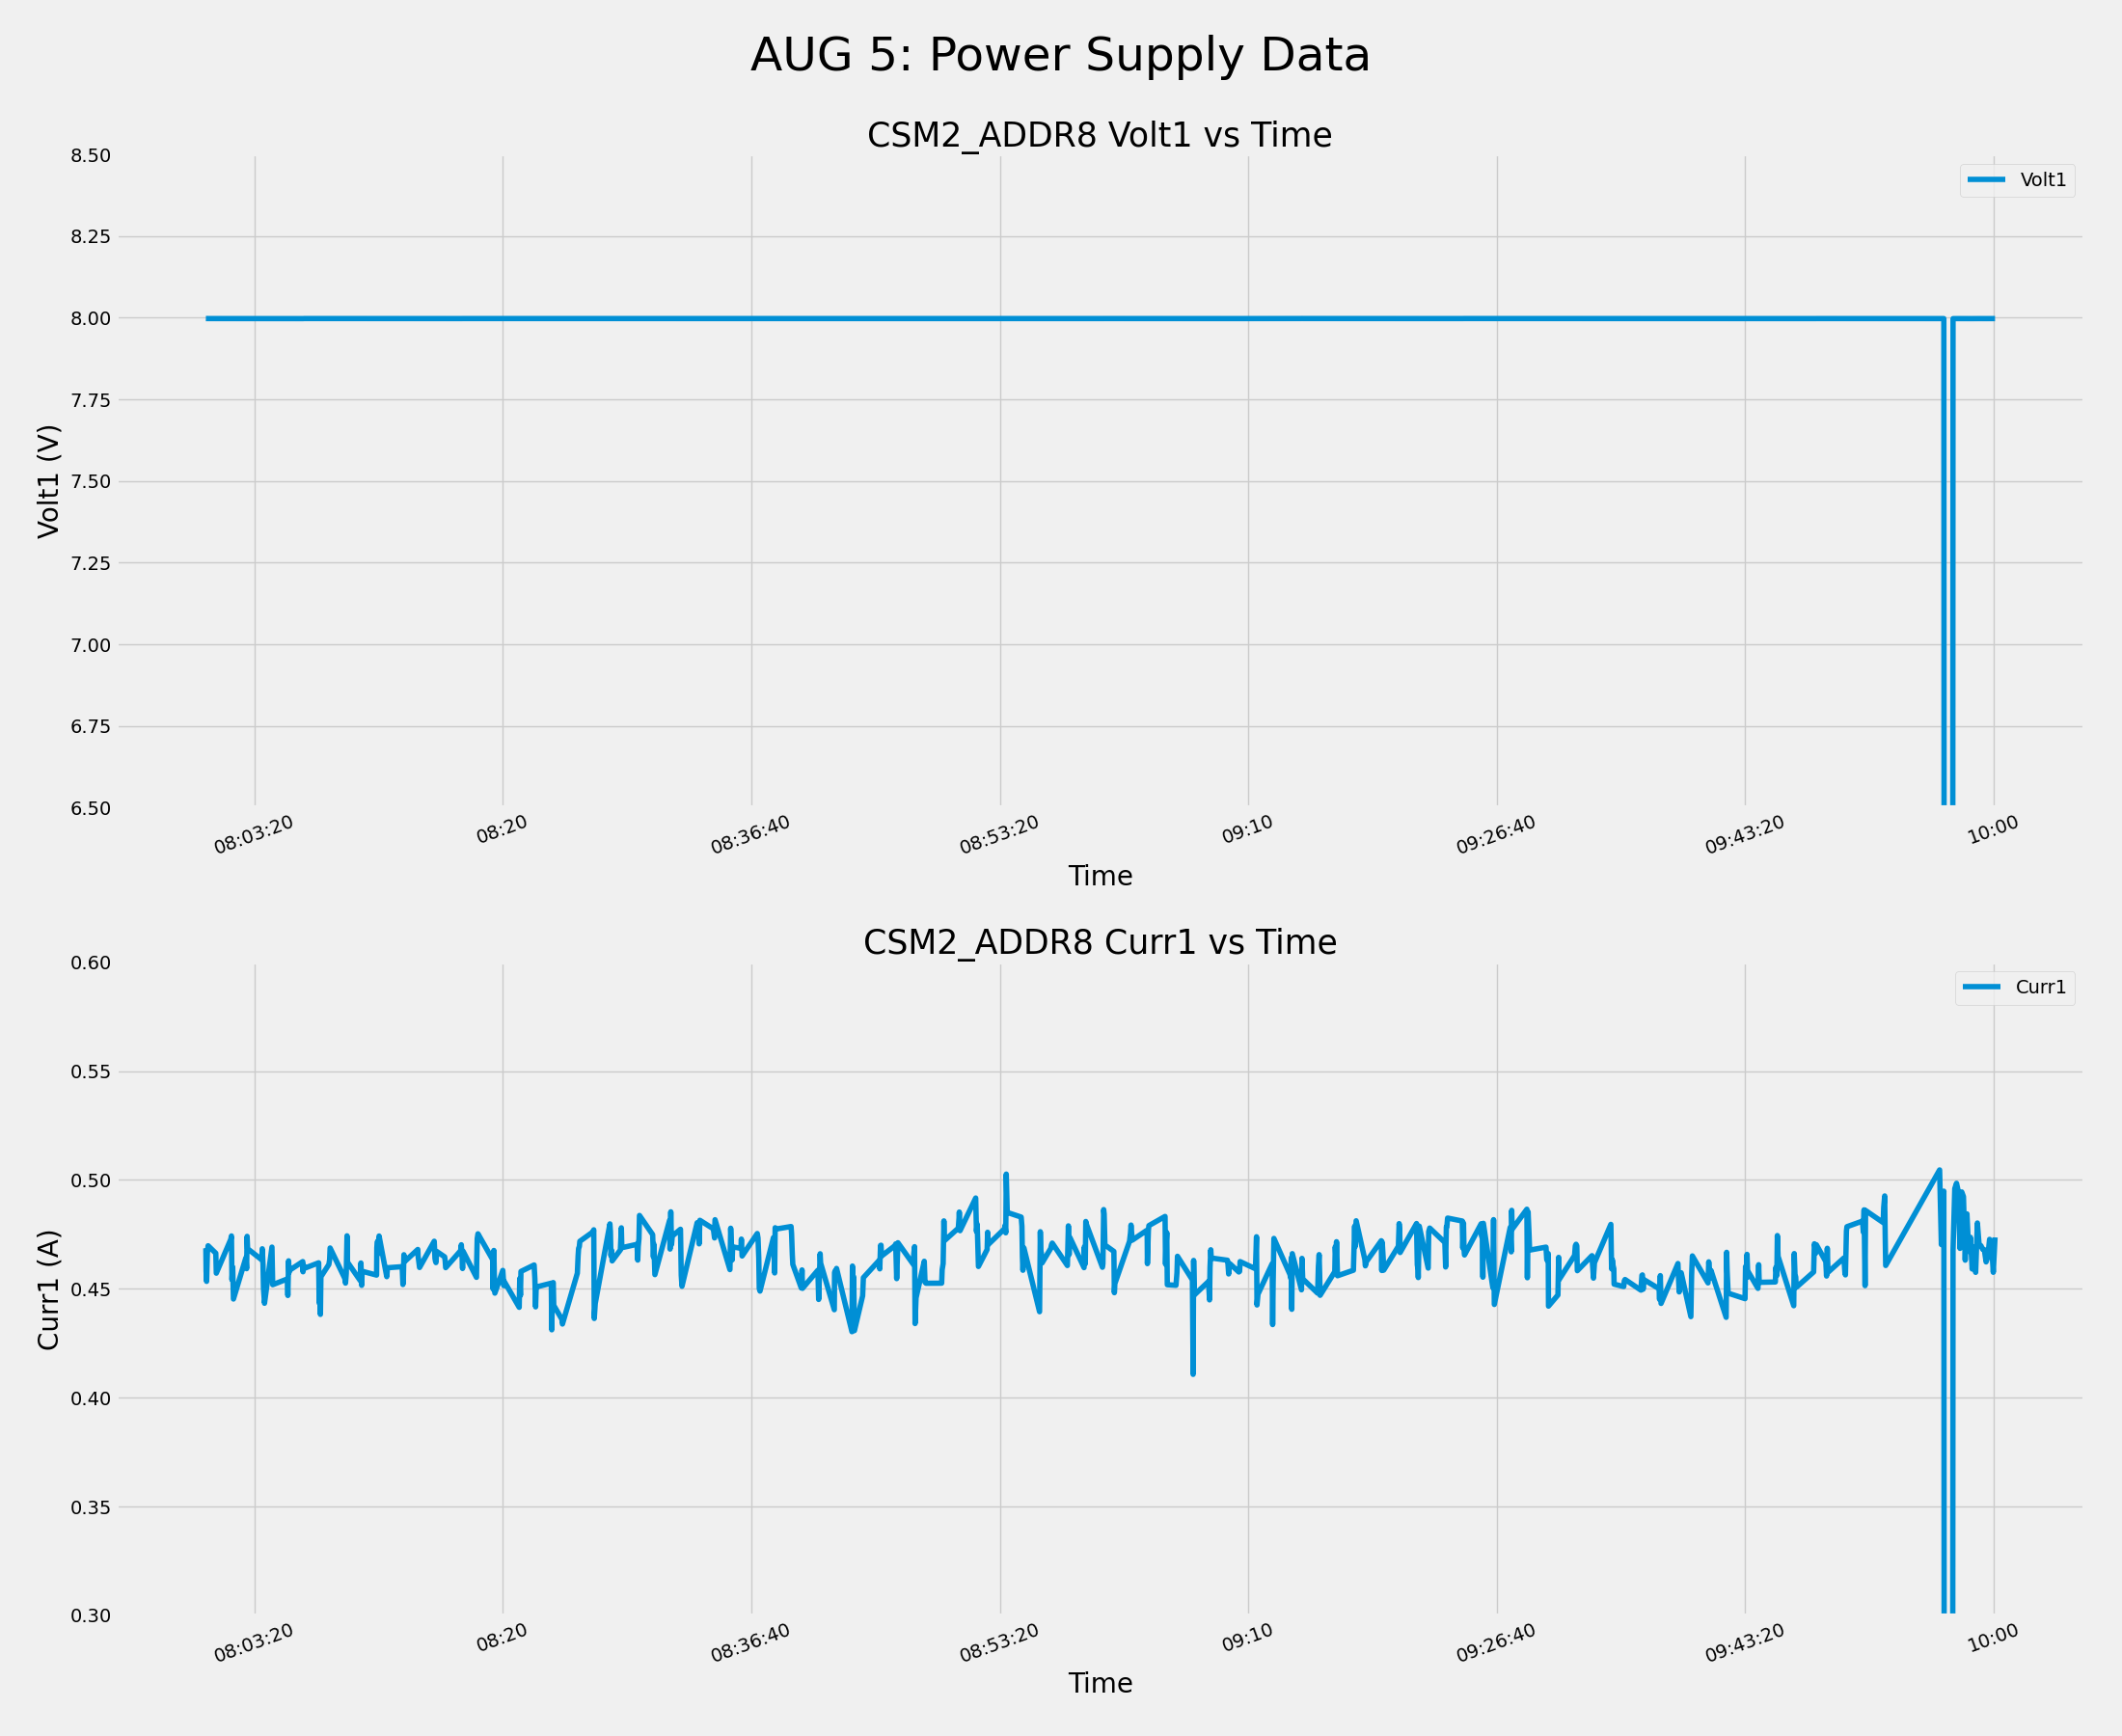 AUG 5: Power Supply Data
CSM2_ADDR8 Volt1 vs Time
8.50
8.25
8.00
7.75
7.50
7.25
7.00
6.75
6.50
Volt1 (V)
Volt1
08:03:20 08:20 08:36:40 08:53:20 09:10 09:26:40 09:43:20 10:00
Time
CSM2_ADDR8 Curr1 vs Time
0.60
0.55
0.50
0.45
0.40
0.35
0.30
Curr1 (A)
Curr1
08:03:20 08:20 08:36:40 08:53:20 09:10 09:26:40 09:43:20 10:00
Time